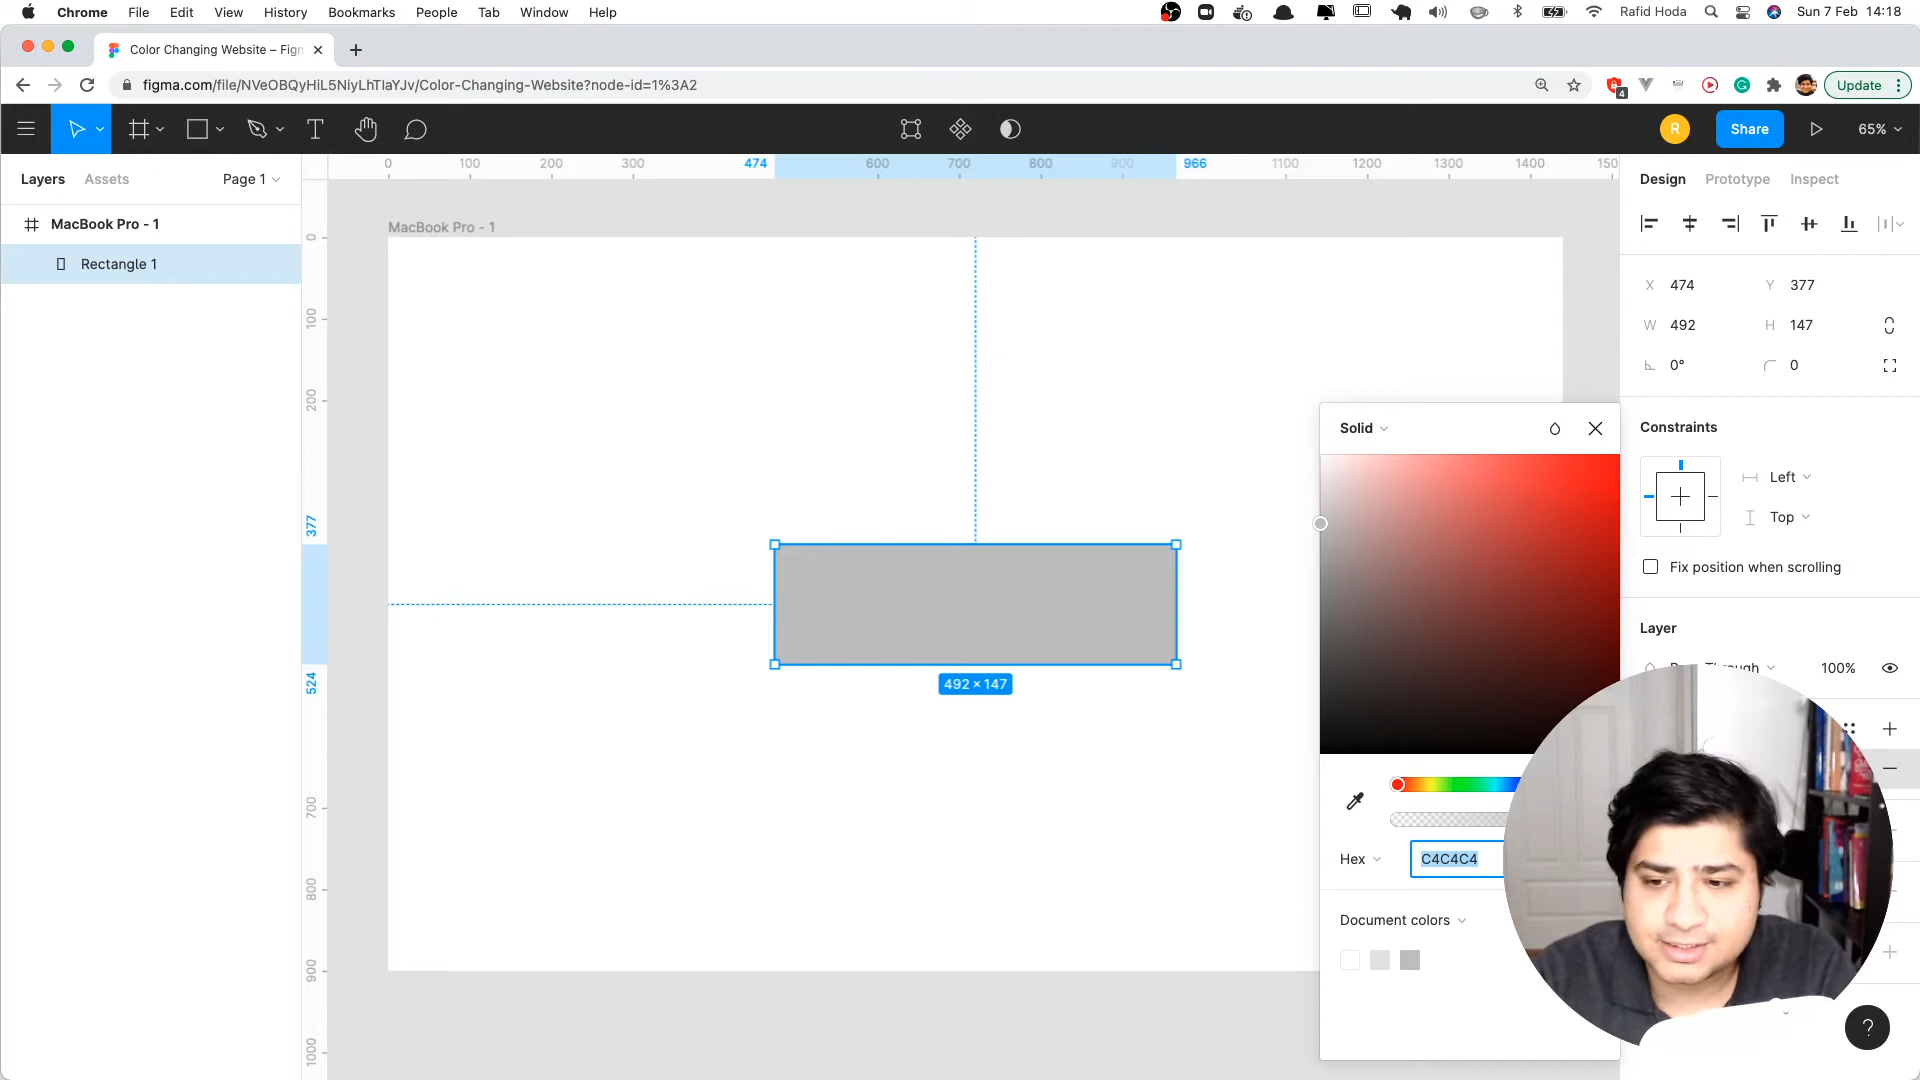 Chrome File Edit View History Bookmarks People Tab Window Help Rafid Hoda Sun 7 Feb 14:18
Color Changing Website – Fig
figma.com/file/NVeOBQyHiL5NiyLhTlaYJv/Color-Changing-Website?node-id=1%3A2 4 Update
R Share 65%
Layers Assets Page 1
0 100 200 300 474 600 700 800 900 966 1100 1200 1300 1400 150
Design Prototype Inspect
MacBook Pro - 1
Rectangle 1
MacBook Pro - 1
0
100
200
377
524
700
800
900
1000
492 × 147
X 474 Y 377
W 492 H 147
0° 0
Constraints
Left
Top
Fix position when scrolling
Layer
Through 100%
Solid
Hex C4C4C4
Document colors
?